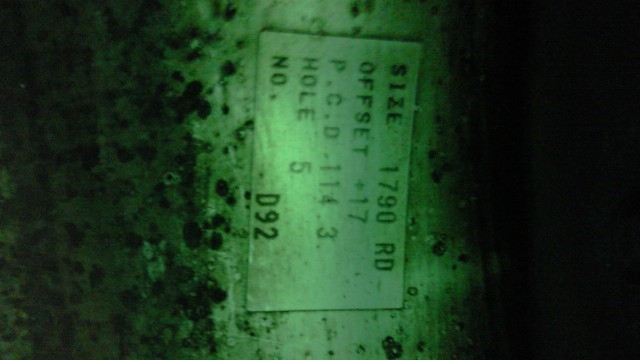 SIZE 1790 RD
OFFSET +17
P.C.D 114.3
HOLE 5
NO. D92